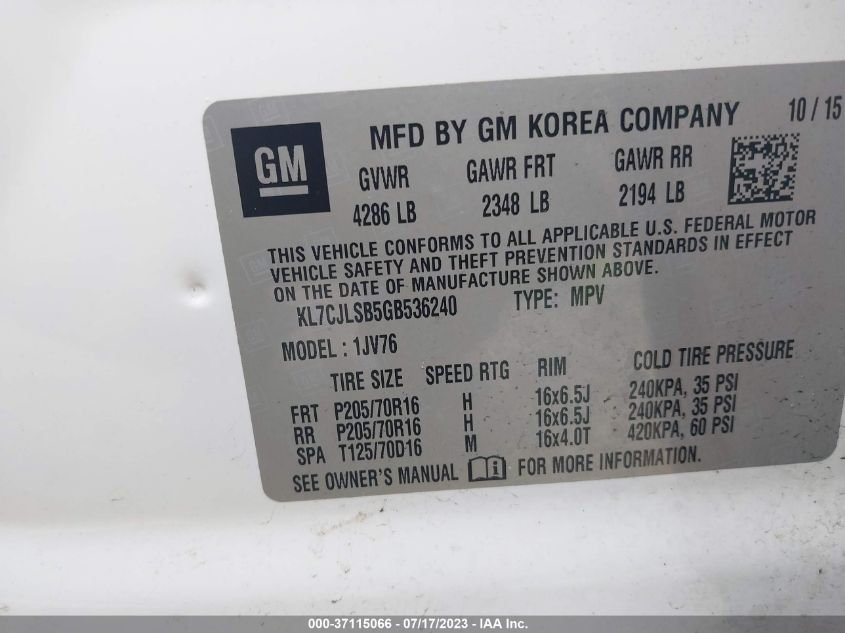 GM
MFD BY GM KOREA COMPANY 10 / 15
GVWR GAWR FRT GAWR RR
4286 LB 2348 LB 2194 LB
THIS VEHICLE CONFORMS TO ALL APPLICABLE U.S. FEDERAL MOTOR
VEHICLE SAFETY AND THEFT PREVENTION STANDARDS IN EFFECT
ON THE DATE OF MANUFACTURE SHOWN ABOVE.
KL7CJLSB5GB536240 TYPE: MPV
MODEL : 1JV76
TIRE SIZE SPEED RTG RIM COLD TIRE PRESSURE
FRT P205/70R16 H 16x6.5J 240KPA, 35 PSI
RR P205/70R16 H 16x6.5J 240KPA, 35 PSI
SPA T125/70D16 M 16x4.0T 420KPA, 60 PSI
SEE OWNER'S MANUAL i FOR MORE INFORMATION.
000-37115066 - 07/17/2023 - IAA Inc.